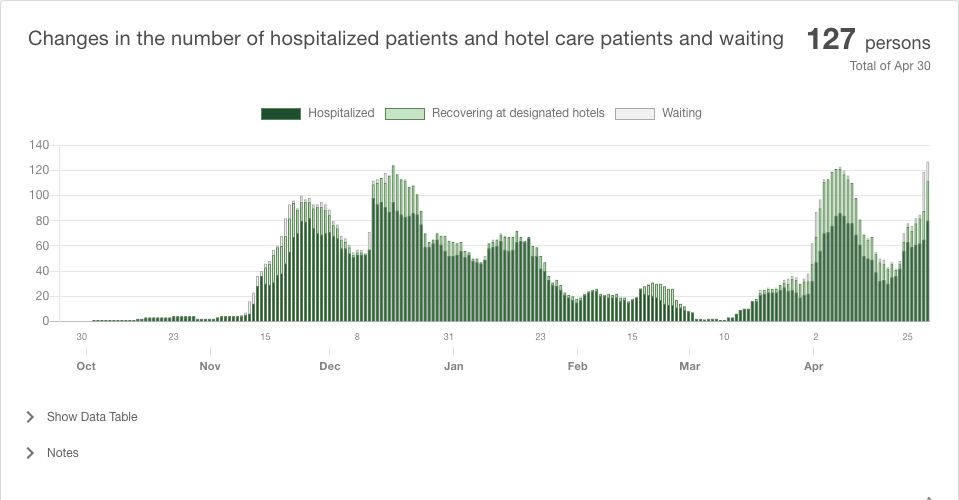 Changes in the number of hospitalized patients and hotel care patients and waiting
127 persons
Total of Apr 30
Hospitalized Recovering at designated hotels Waiting
140
120
100
80
60
40
20
0
30 23 15 8 31 23 15 10 2 25
Oct Nov Dec Jan Feb Mar Apr
Show Data Table
Notes